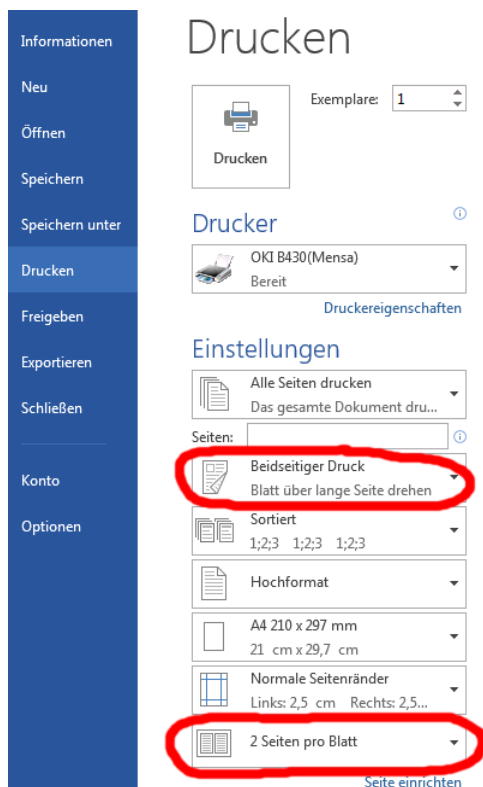 Informationen
Neu
Öffnen
Speichern
Speichern unter
Drucken
Freigeben
Exportieren
Schließen
Konto
Optionen
Drucken
Exemplare: 1
Drucken
Drucker
OKI B430(Mensa)
Bereit
Druckereigenschaften
Einstellungen
Alle Seiten drucken
Das gesamte Dokument dru...
Seiten:
Beidseitiger Druck
Blatt über lange Seite drehen
Sortiert
1;2;3 1;2;3 1;2;3
Hochformat
A4 210 x 297 mm
21 cm x 29,7 cm
Normale Seitenränder
Links: 2,5 cm Rechts: 2,5...
2 Seiten pro Blatt
Seite einrichten